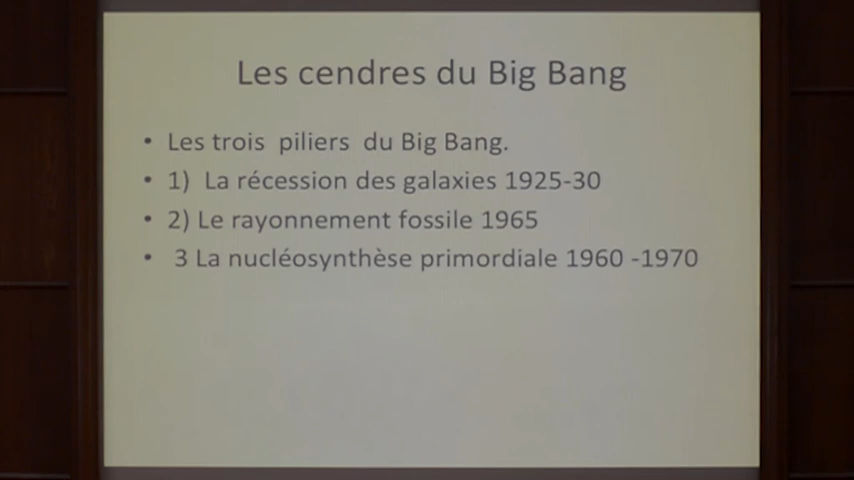 Les cendres du Big Bang
• Les trois piliers du Big Bang.
• 1) La récession des galaxies 1925-30
• 2) Le rayonnement fossile 1965
• 3 La nucléosynthèse primordiale 1960 -1970